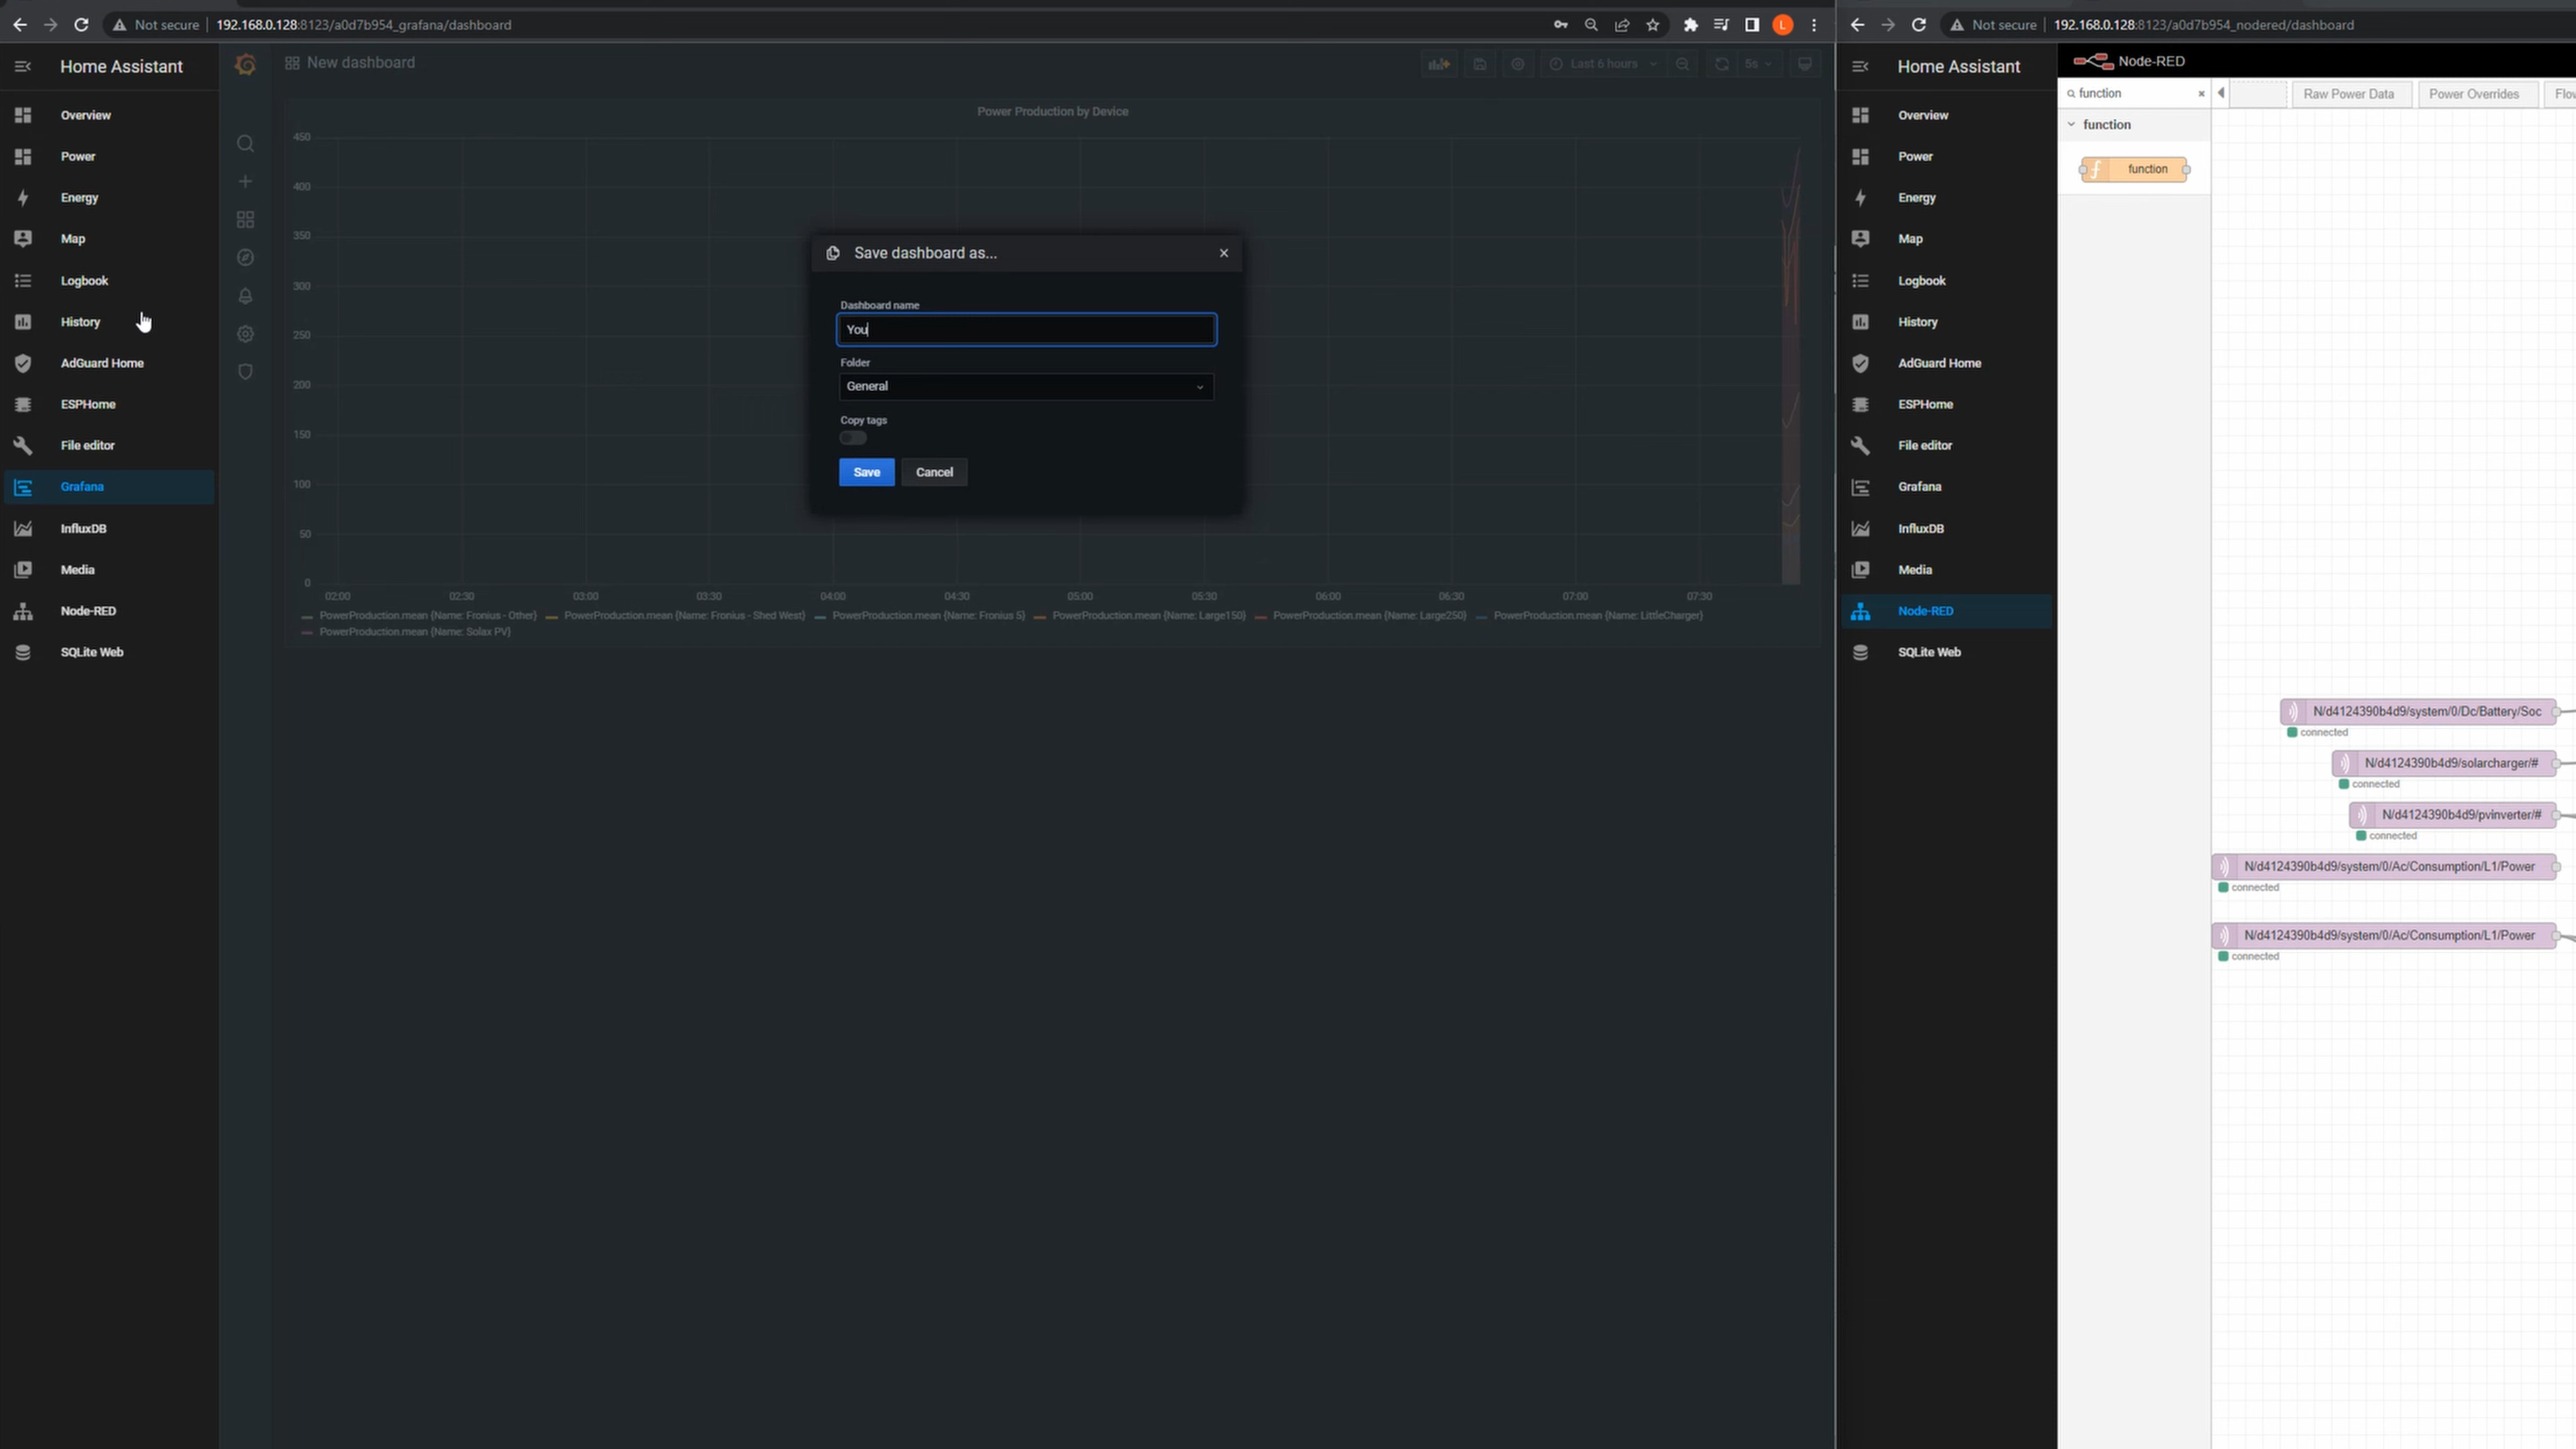 Not secure | 192.168.0.128:8123/a0d7b954_grafana/dashboard
L
Home Assistant
Overview
Power
Energy
Map
Logbook
History
AdGuard Home
ESPHome
File editor
Grafana
InfluxDB
Media
Node-RED
SQLite Web
New dashboard
Last 6 hours
5s
Power Production by Device
450
400
350
300
250
200
150
100
50
0
02:00 02:30 03:00 03:30 04:00 04:30 05:00 05:30 06:00 06:30 07:00 07:30
PowerProduction.mean {Name: Fronius - Other} PowerProduction.mean {Name: Fronius - Shed West} PowerProduction.mean {Name: Fronius 5} PowerProduction.mean {Name: Large150} PowerProduction.mean {Name: Large250} PowerProduction.mean {Name: LittleCharger}
PowerProduction.mean {Name: Solax PV}
Save dashboard as...
Dashboard name
You
Folder
General
Copy tags
Save Cancel
Not secure | 192.168.0.128:8123/a0d7b954_nodered/dashboard
Home Assistant
Overview
Power
Energy
Map
Logbook
History
AdGuard Home
ESPHome
File editor
Grafana
InfluxDB
Media
Node-RED
SQLite Web
Node-RED
function
Raw Power Data Power Overrides Flow
function
function
N/d4124390b4d9/system/0/Dc/Battery/Soc
connected
N/d4124390b4d9/solarcharger/#
connected
N/d4124390b4d9/pvinverter/#
connected
N/d4124390b4d9/system/0/Ac/Consumption/L1/Power
connected
N/d4124390b4d9/system/0/Ac/Consumption/L1/Power
connected